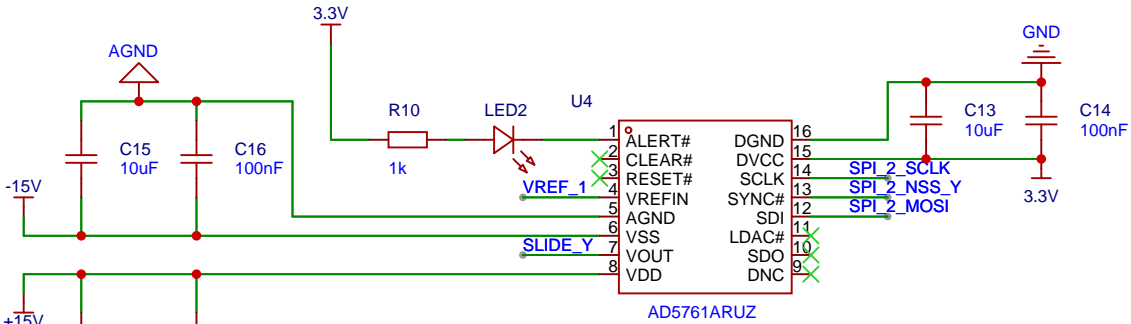 3.3V
AGND
GND
R10
LED2
U4
C15
10uF
C16
100nF
1k
C13
10uF
C14
100nF
-15V
3.3V
+15V
1
ALERT#
2
CLEAR#
3
RESET#
VREF_1
4
VREFIN
5
AGND
6
VSS
SLIDE_Y
7
VOUT
8
VDD
DGND
16
DVCC
15
SCLK
14
SPI_2_SCLK
SYNC#
13
SPI_2_NSS_Y
SDI
12
SPI_2_MOSI
LDAC#
11
SDO
10
DNC
9
AD5761ARUZ